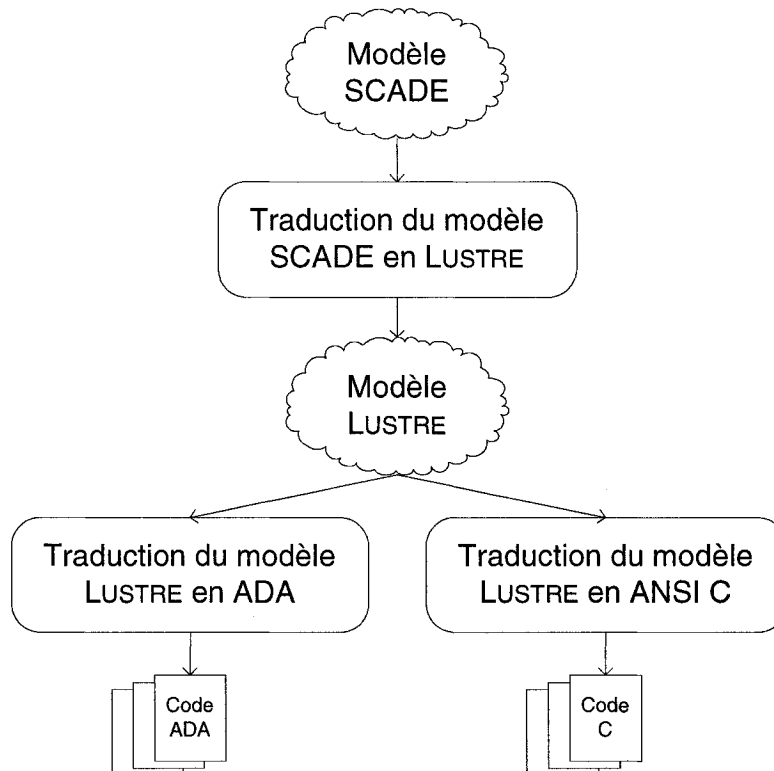 Modèle
SCADE
Traduction du modèle
SCADE en LUSTRE
Modèle
LUSTRE
Traduction du modèle
LUSTRE en ADA
Traduction du modèle
LUSTRE en ANSI C
Code
ADA
Code
C